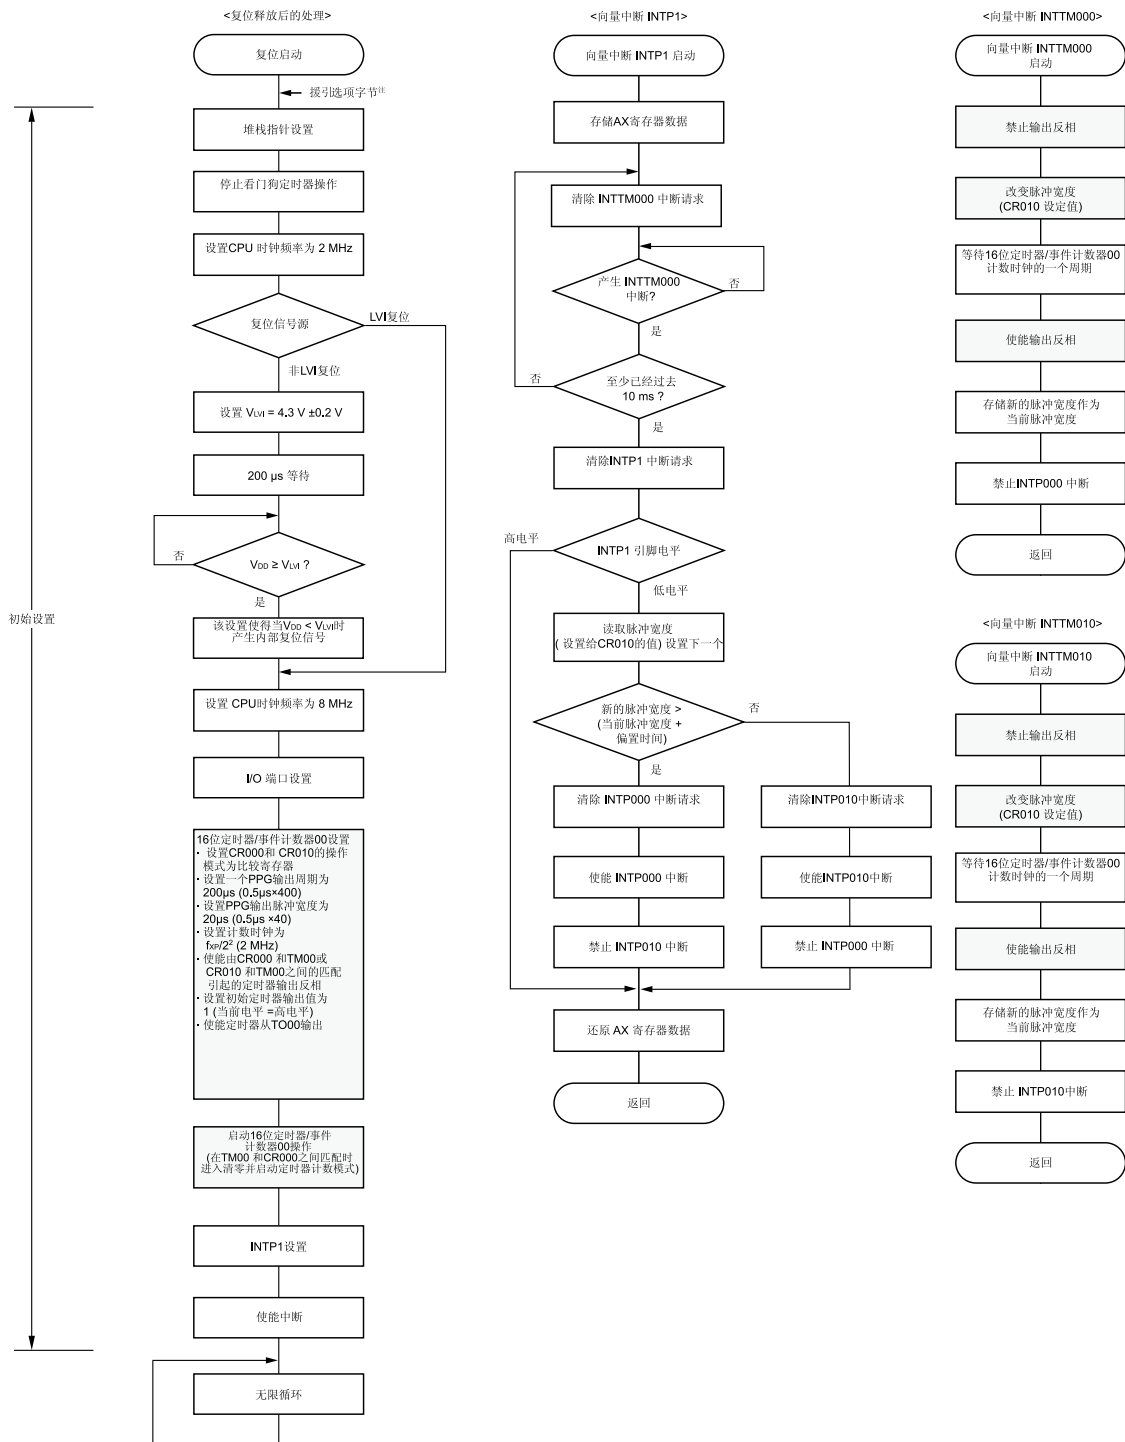 <复位释放后的处理>
复位启动
援引选项字节注
堆栈指针设置
停止看门狗定时器操作
设置CPU 时钟频率为 2 MHz
复位信号源
LVI复位
非LVI复位
设置 VLVI = 4.3 V ±0.2 V
200 μs 等待
否
VDD ≥ VLVI ?
是
该设置使得当VDD < VLVI时
产生内部复位信号
初始设置
设置 CPU时钟频率为 8 MHz
I/O 端口设置
16位定时器/事件计数器00设置
· 设置CR000和 CR010的操作
模式为比较寄存器
· 设置一个PPG输出周期为
200μs (0.5μs×400)
· 设置PPG输出脉冲宽度为
20μs (0.5μs ×40)
· 设置计数时钟为
fXP/2² (2 MHz)
· 使能由CR000 和TM00或
CR010 和TM00之间的匹配
引起的定时器输出反相
· 设置初始定时器输出值为
1 (当前电平 =高电平)
· 使能定时器从TO00输出
启动16位定时器/事件
计数器00操作
(在TM00 和CR000之间匹配时
进入清零并启动定时器计数模式)
INTP1设置
使能中断
无限循环
<向量中断 INTP1>
向量中断 INTP1 启动
存储AX寄存器数据
清除 INTTM000 中断请求
产生 INTTM000
中断?
否
是
至少已经过去
10 ms ?
否
是
清除INTP1 中断请求
高电平
INTP1 引脚电平
低电平
读取脉冲宽度
( 设置给CR010的值) 设置下一个
新的脉冲宽度 >
(当前脉冲宽度 +
偏置时间)
否
是
清除 INTP000 中断请求
清除INTP010中断请求
使能 INTP000 中断
使能INTP010中断
禁止 INTP010 中断
禁止 INTP000 中断
还原 AX 寄存器数据
返回
<向量中断 INTTM000>
向量中断 INTTM000
启动
禁止输出反相
改变脉冲宽度
(CR010 设定值)
等待16位定时器/事件计数器00
计数时钟的一个周期
使能输出反相
存储新的脉冲宽度作为
当前脉冲宽度
禁止INTP000 中断
返回
<向量中断 INTTM010>
向量中断 INTTM010
启动
禁止输出反相
改变脉冲宽度
(CR010 设定值)
等待16位定时器/事件计数器00
计数时钟的一个周期
使能输出反相
存储新的脉冲宽度作为
当前脉冲宽度
禁止 INTP010中断
返回